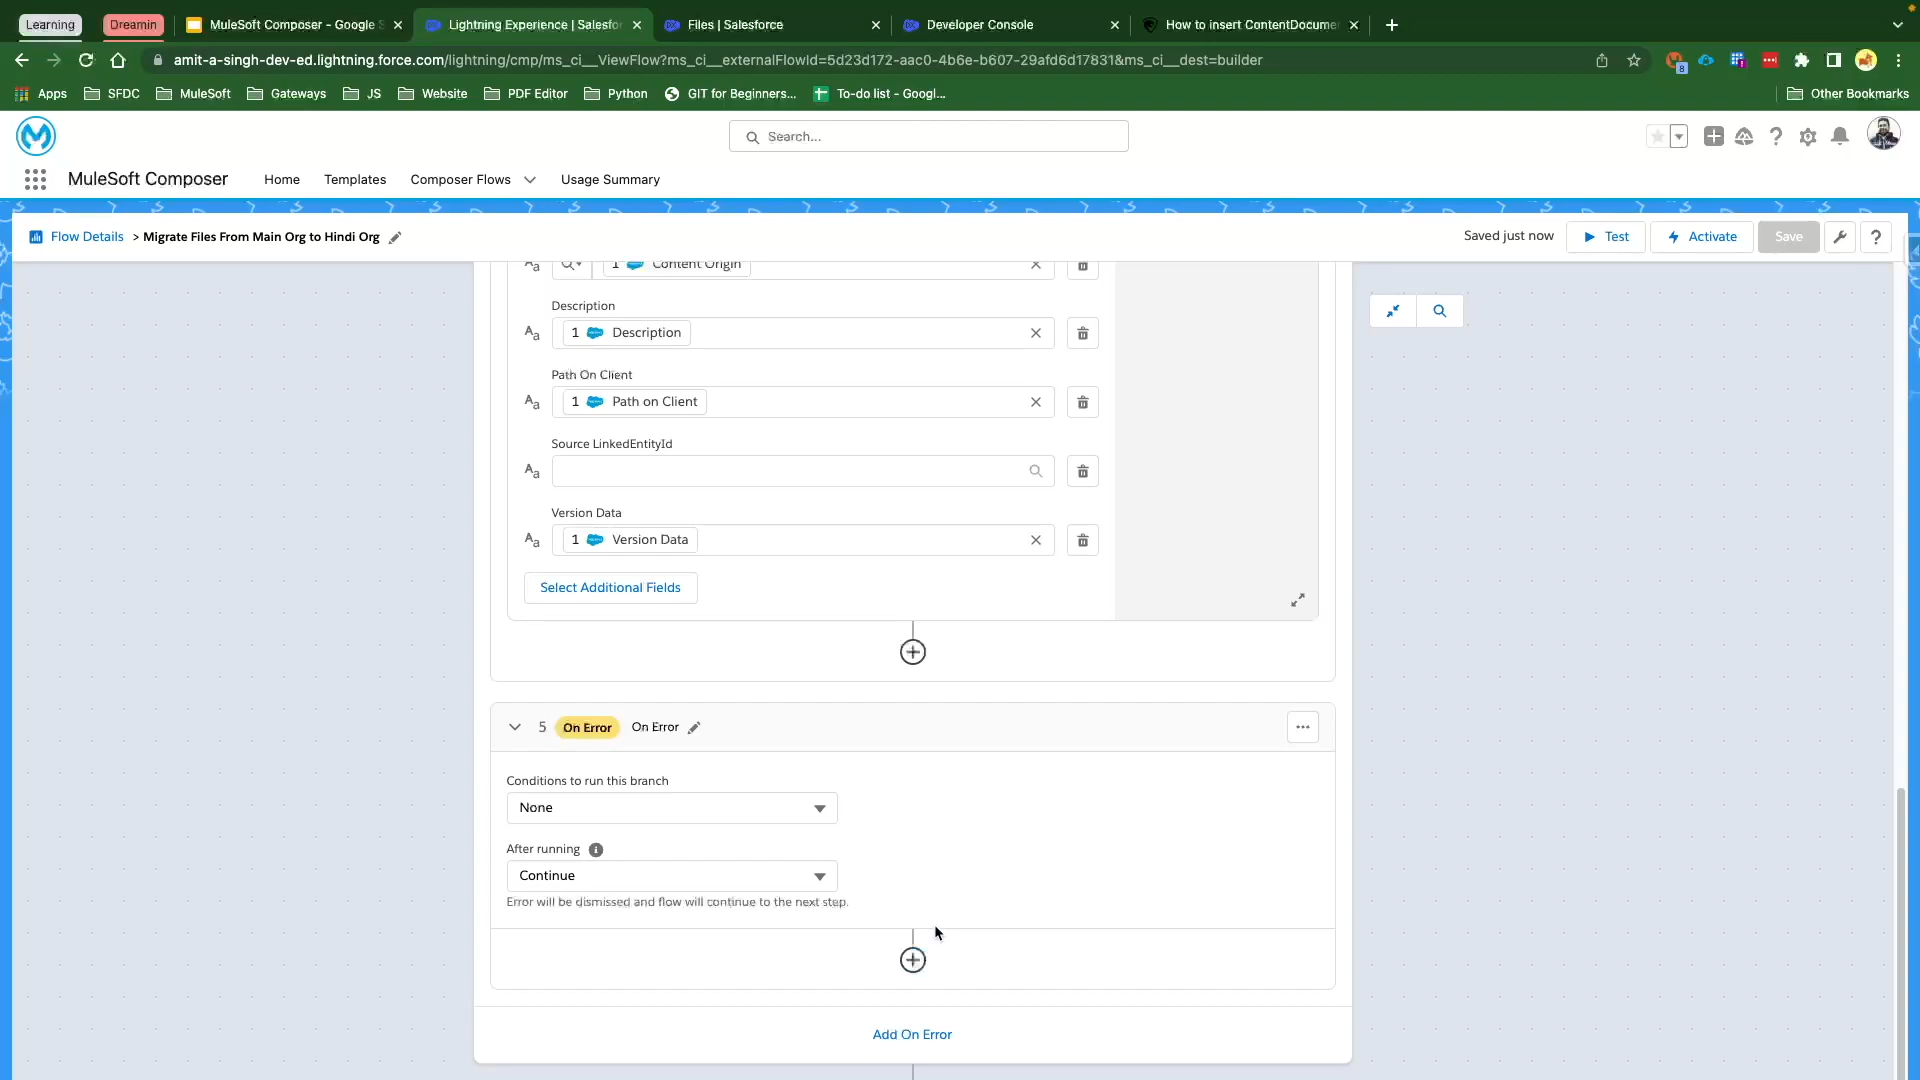 Learning
Dreamin
MuleSoft Composer - Google S
Lightning Experience | Salesfor
Files | Salesforce
Developer Console
How to insert ContentDocume
amit-a-singh-dev-ed.lightning.force.com/lightning/cmp/ms_ci__ViewFlow?ms_ci__externalFlowId=5d23d172-aac0-4b6e-b607-29afd6d17831&ms_ci__dest=builder
8
Apps
SFDC
MuleSoft
Gateways
JS
Website
PDF Editor
Python
GIT for Beginners...
To-do list - Googl...
Other Bookmarks
Search...
MuleSoft Composer
Home
Templates
Composer Flows
Usage Summary
Flow Details > Migrate Files From Main Org to Hindi Org
Saved just now
Test
Activate
Save
?
Aa 1 Content Origin
Description
Aa 1 Description
Path On Client
Aa 1 Path on Client
Source LinkedEntityId
Aa
Version Data
Aa 1 Version Data
Select Additional Fields
5 On Error On Error
Conditions to run this branch
None
After running
Continue
Error will be dismissed and flow will continue to the next step.
Add On Error